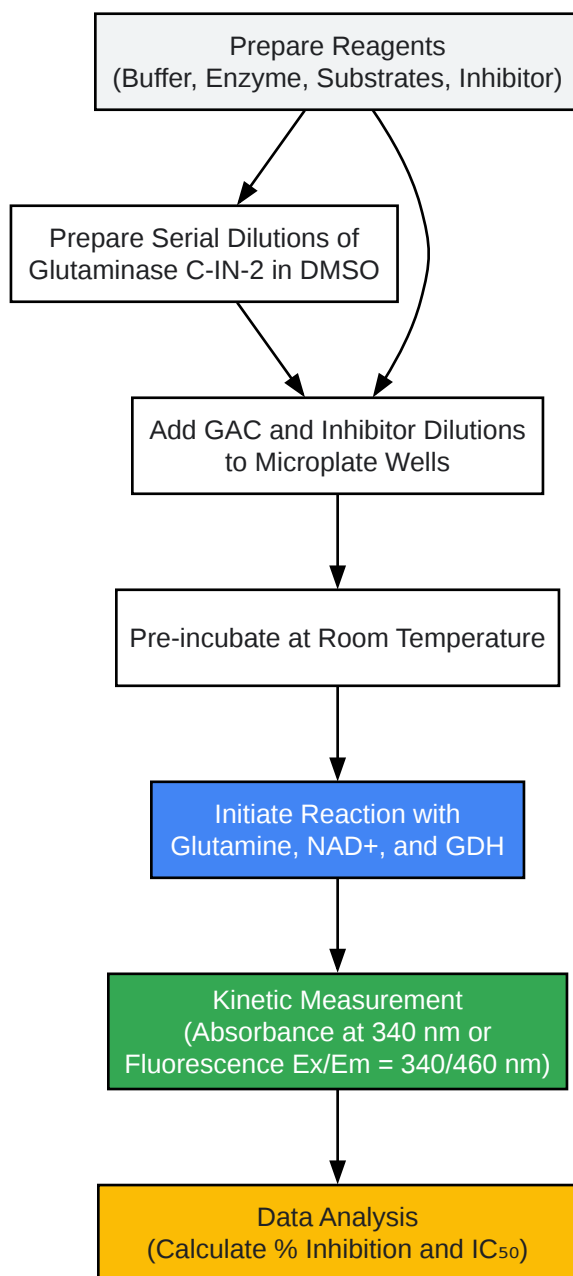 Prepare Reagents
(Buffer, Enzyme, Substrates, Inhibitor)
Prepare Serial Dilutions of
Glutaminase C-IN-2 in DMSO
Add GAC and Inhibitor Dilutions
to Microplate Wells
Pre-incubate at Room Temperature
Initiate Reaction with
Glutamine, NAD+, and GDH
Kinetic Measurement
(Absorbance at 340 nm or
Fluorescence Ex/Em = 340/460 nm)
Data Analysis
(Calculate % Inhibition and IC₅₀)